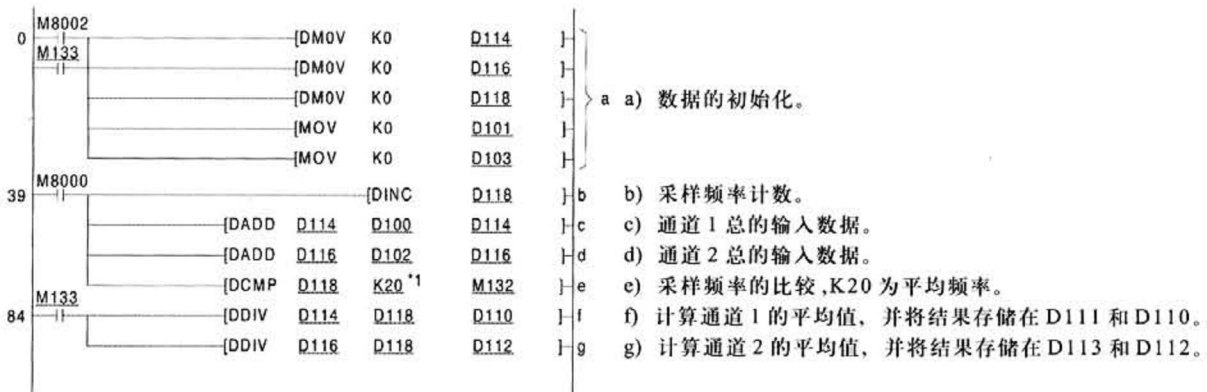 M8002
0 [DMOV K0 D114 ]
M133
[DMOV K0 D116 ]
[DMOV K0 D118 ] a a) 数据的初始化。
[MOV K0 D101 ]
[MOV K0 D103 ]
M8000
39 [DINC D118 ] b b) 采样频率计数。
[DADD D114 D100 D114 ] c c) 通道1总的输入数据。
[DADD D116 D102 D116 ] d d) 通道2总的输入数据。
[DCMP D118 K20 *1 M132 ] e e) 采样频率的比较,K20为平均频率。
M133
84 [DDIV D114 D118 D110 ] f f) 计算通道1的平均值，并将结果存储在D111和D110。
[DDIV D116 D118 D112 ] g g) 计算通道2的平均值，并将结果存储在D113和D112。